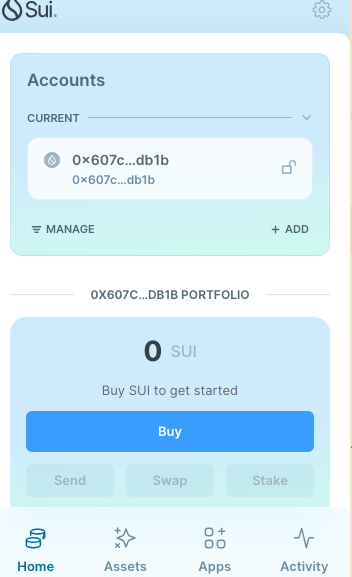 Sui.
Accounts
CURRENT
0×607c...db1b
0×607c...db1b
MANAGE
+ ADD
0X607C...DB1B PORTFOLIO
0 SUI
Buy SUI to get started
Buy
Send Swap Stake
Home Assets Apps Activity